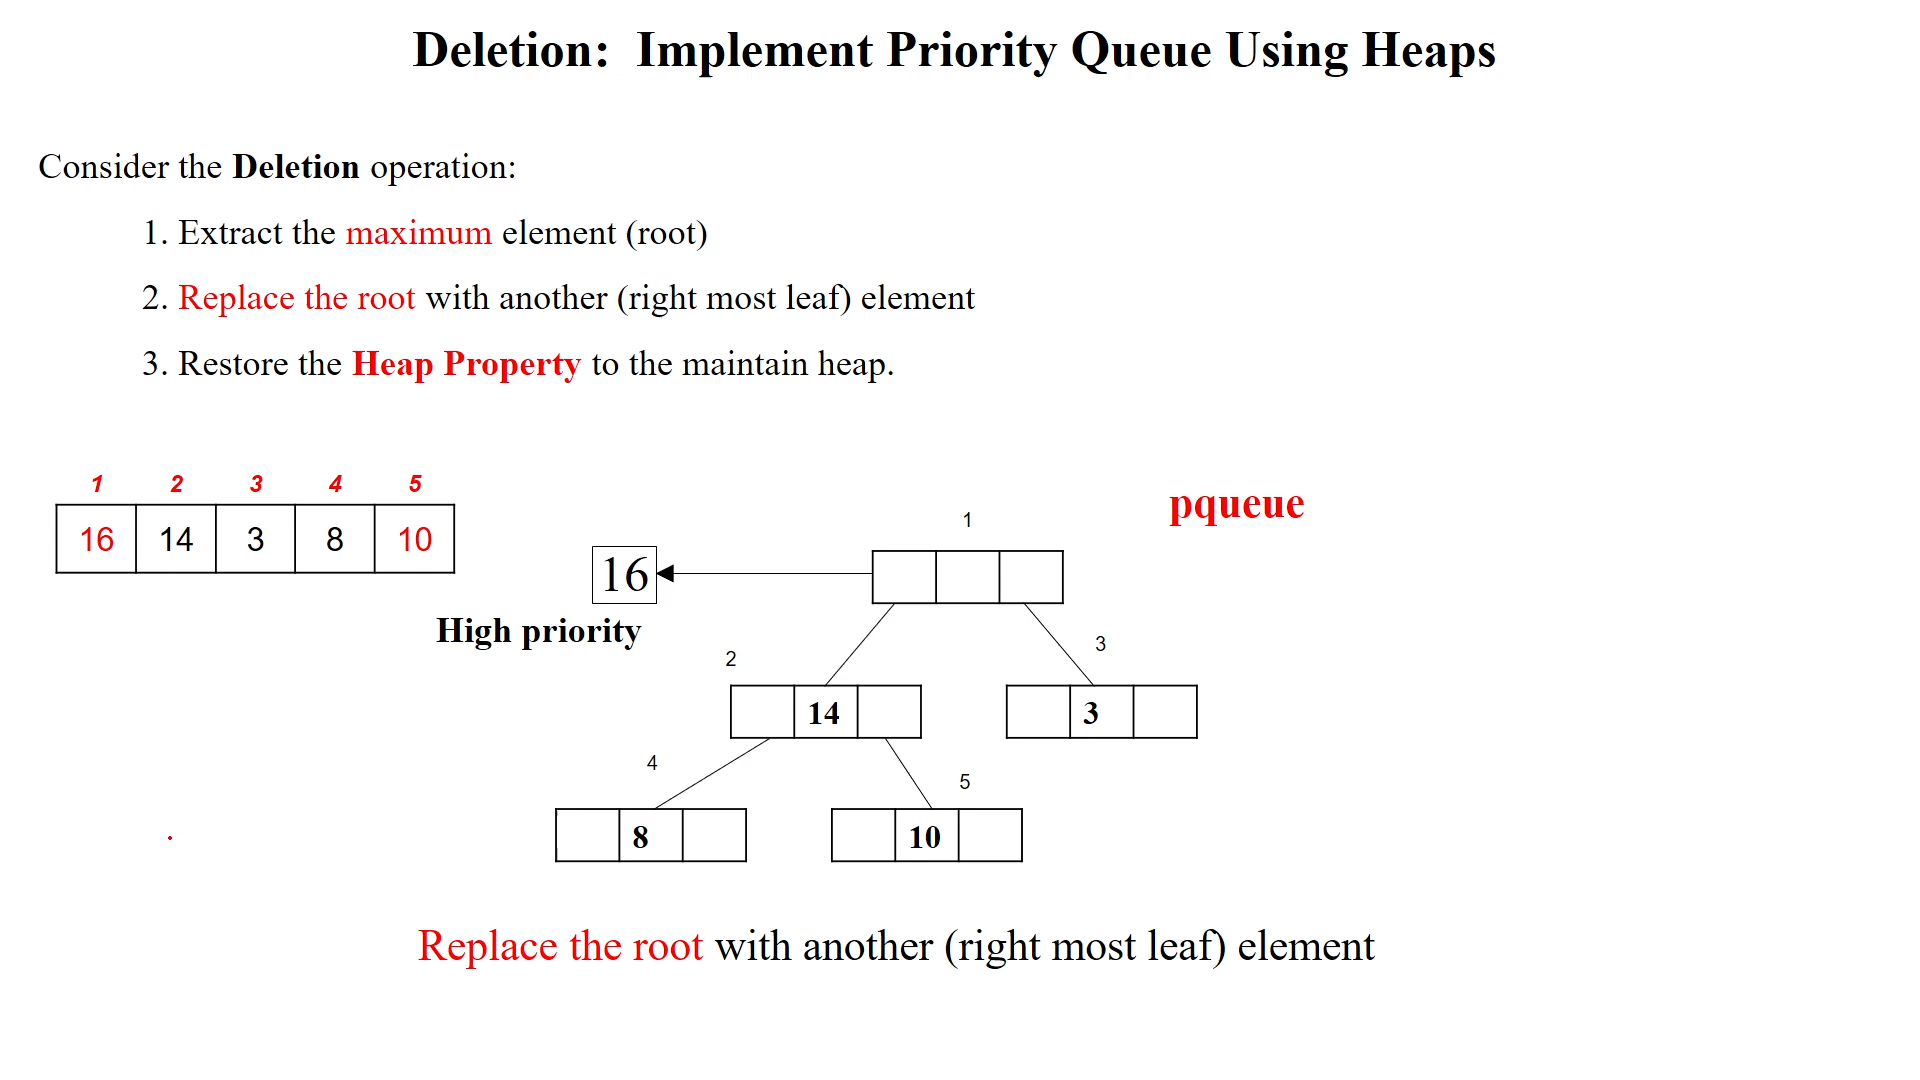 Deletion:  Implement Priority Queue Using Heaps
Consider the Deletion operation:
1. Extract the maximum element (root)
2. Replace the root with another (right most leaf) element
3. Restore the Heap Property to the maintain heap.
1 2 3 4 5
16 14 3 8 10
pqueue
1
16
High priority
2
3
14
3
4
5
8
10
Replace the root with another (right most leaf) element